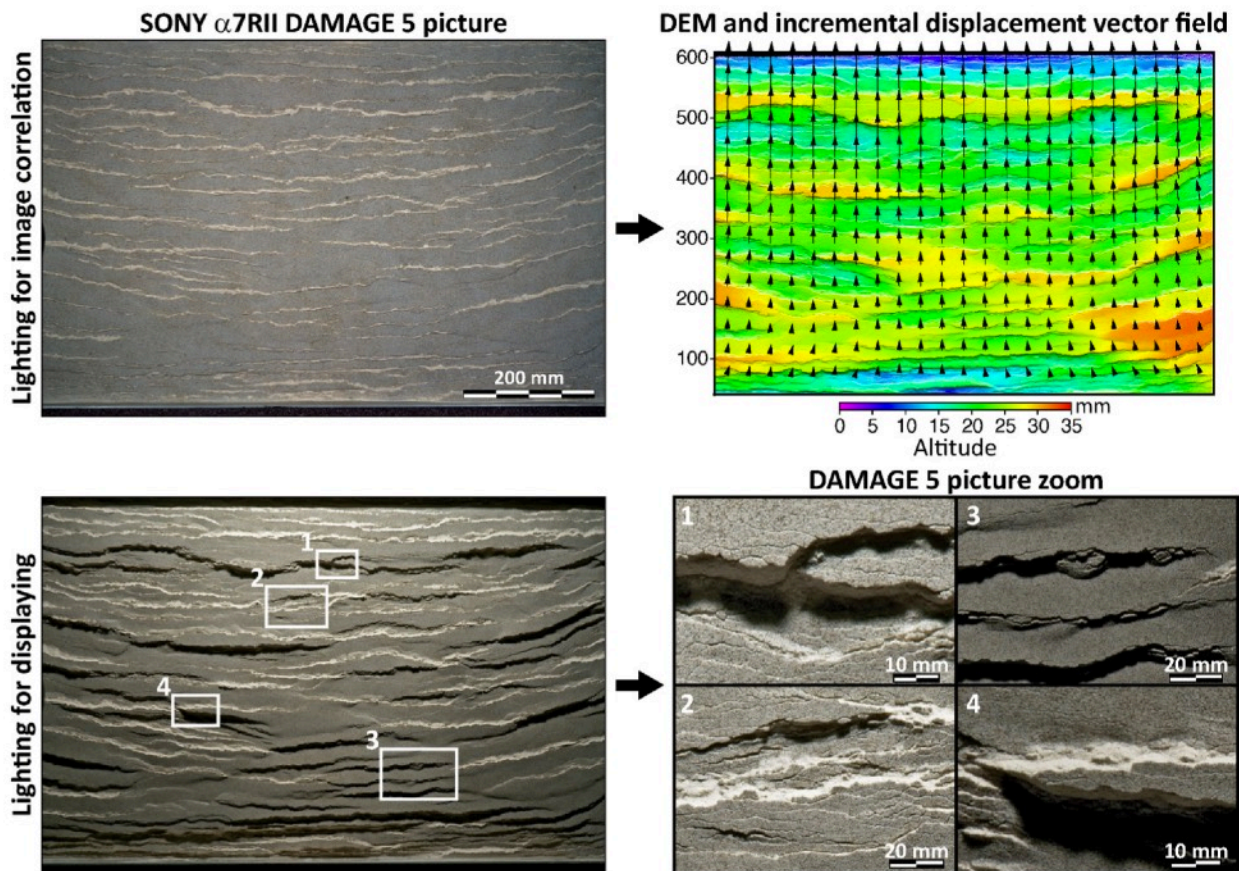 SONY α7RII DAMAGE 5 picture
DEM and incremental displacement vector field
Lighting for image correlation
200 mm
600
500
400
300
200
100
mm
0 5 10 15 20 25 30 35
Altitude
DAMAGE 5 picture zoom
Lighting for displaying
1
2
4
3
1
10 mm
3
20 mm
2
20 mm
4
10 mm